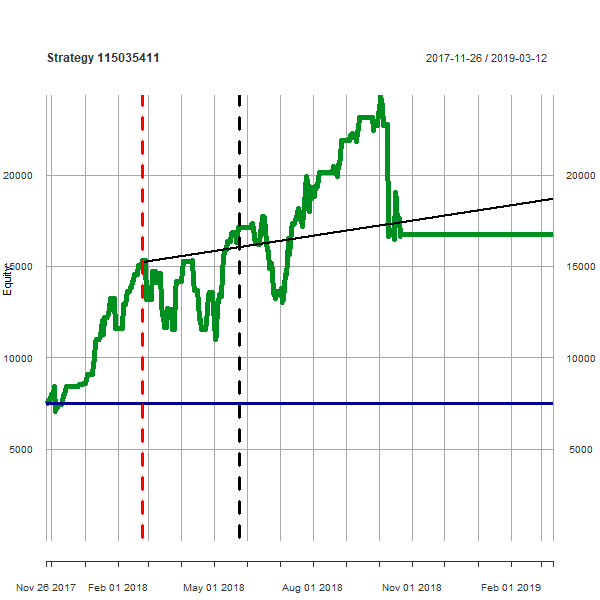 Strategy 115035411
2017-11-26 / 2019-03-12
20000
20000
15000
15000
Equity
10000
10000
5000
5000
Nov 26 2017
Feb 01 2018
May 01 2018
Aug 01 2018
Nov 01 2018
Feb 01 2019